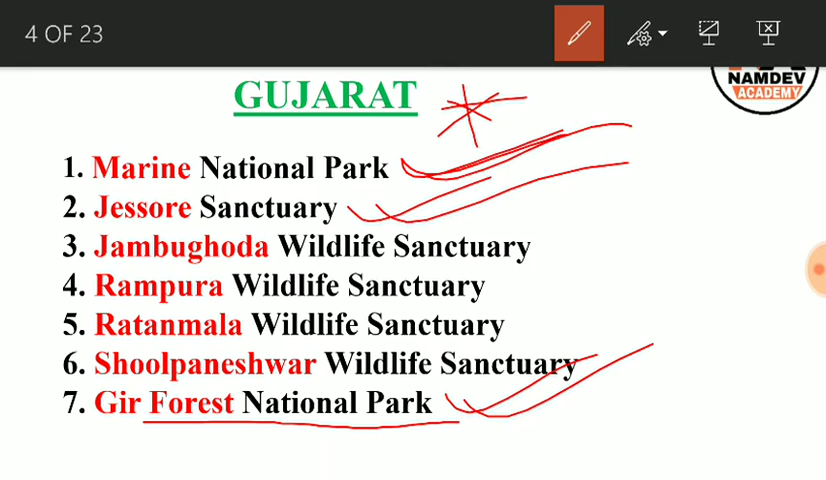 4 OF 23
NAMDEV
ACADEMY
GUJARAT
1. Marine National Park
2. Jessore Sanctuary
3. Jambughoda Wildlife Sanctuary
4. Rampura Wildlife Sanctuary
5. Ratanmala Wildlife Sanctuary
6. Shoolpaneshwar Wildlife Sanctuary
7. Gir Forest National Park